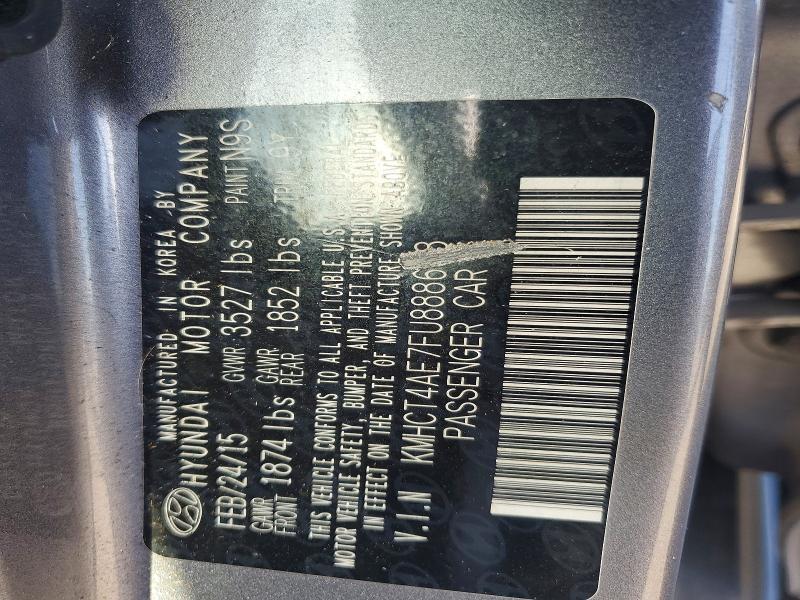 MANUFACTURED IN KOREA BY
HYUNDAI MOTOR COMPANY
FEB/24/15 GVWR 3527 lbs PAINT N9S
GAWR FRONT 1874 lbs GAWR REAR 1852 lbs TRIM 9Y
THIS VEHICLE CONFORMS TO ALL APPLICABLE U.S. FEDERAL
MOTOR VEHICLE SAFETY, BUMPER AND THEFT PREVENTION STANDARDS
IN EFFECT ON THE DATE OF MANUFACTURE SHOWN ABOVE
V.I.N
PASSENGER CAR